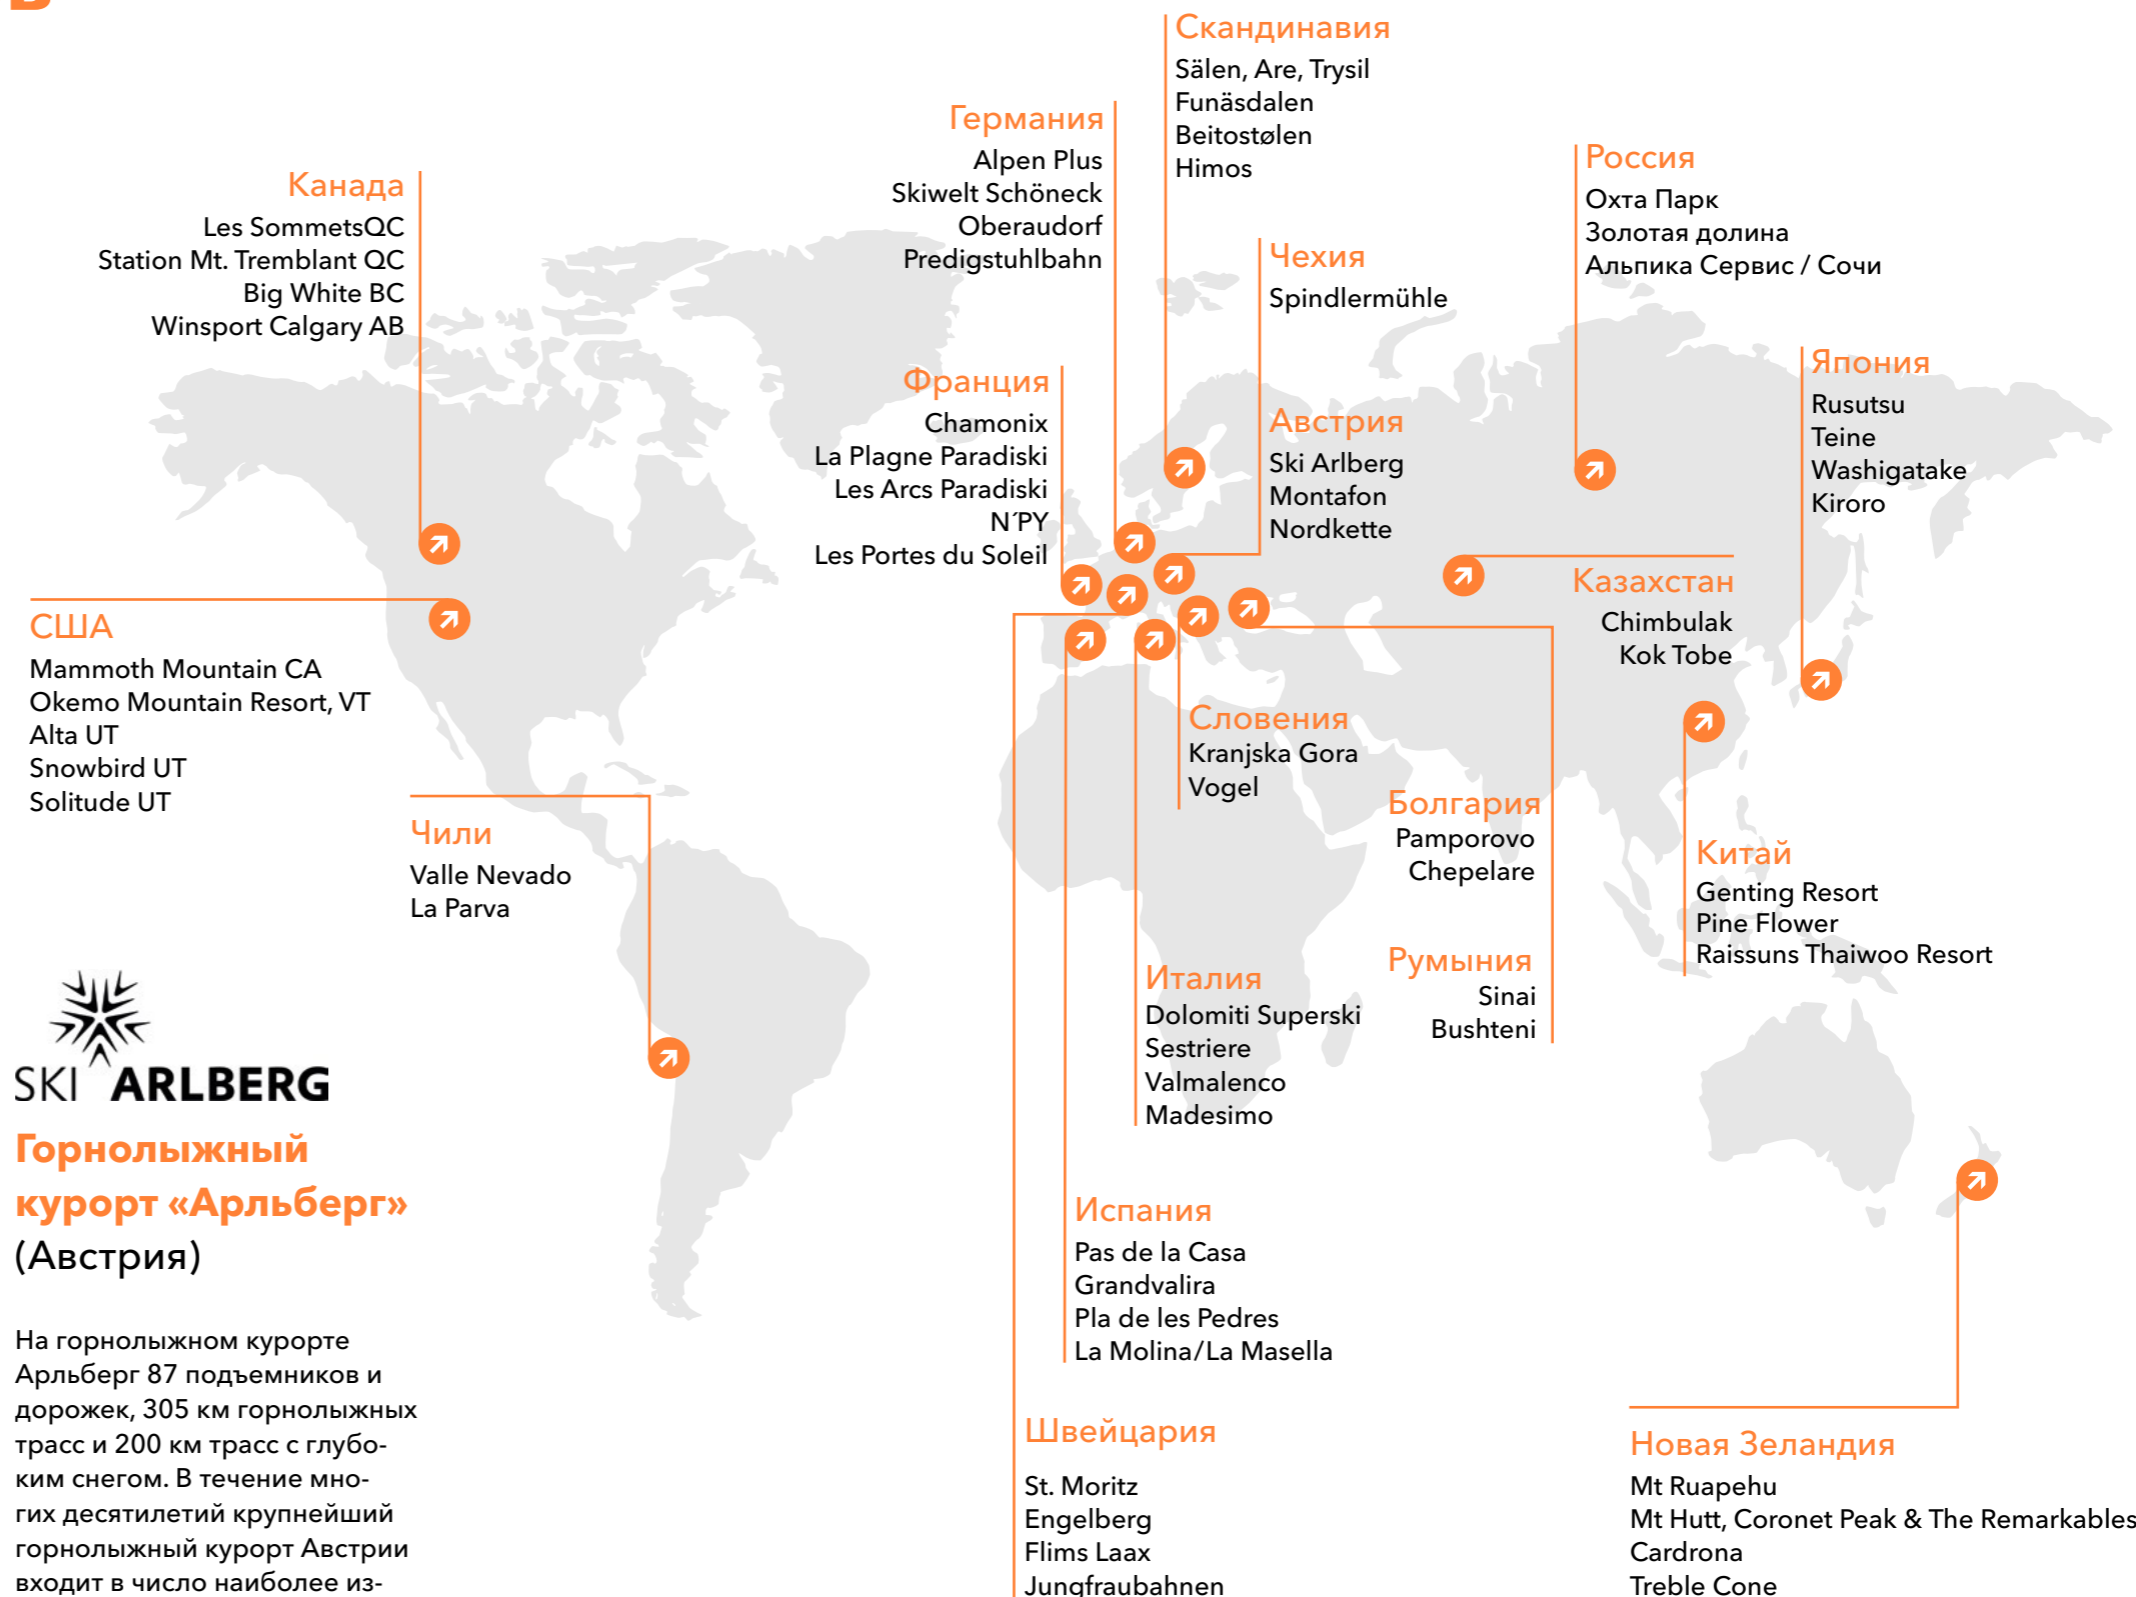 Скандинавия
Sälen, Are, Trysil
Funäsdalen
Beitostølen
Himos
Германия
Alpen Plus
Skiwelt Schöneck
Oberaudorf
Predigstuhlbahn
Россия
Охта Парк
Золотая долина
Альпика Сервис / Сочи
Канада
Les SommetsQC
Station Mt. Tremblant QC
Big White BC
Winsport Calgary AB
Чехия
Spindlermühle
Франция
Chamonix
La Plagne Paradiski
Les Arcs Paradiski
N´PY
Les Portes du Soleil
Австрия
Ski Arlberg
Montafon
Nordkette
Япония
Rusutsu
Teine
Washigatake
Kiroro
Казахстан
Chimbulak
Kok Tobe
США
Mammoth Mountain CA
Okemo Mountain Resort, VT
Alta UT
Snowbird UT
Solitude UT
Словения
Kranjska Gora
Vogel
Чили
Valle Nevado
La Parva
Болгария
Pamporovo
Chepelare
Китай
Genting Resort
Pine Flower
Raissuns Thaiwoo Resort
Румыния
Sinai
Bushteni
Италия
Dolomiti Superski
Sestriere
Valmalenco
Madesimo
SKI ARLBERG
Горнолыжный
курорт «Арльберг»
(Австрия)
На горнолыжном курорте
Арльберг 87 подъемников и
дорожек, 305 км горнолыжных
трасс и 200 км трасс с глубо-
ким снегом. В течение мно-
гих десятилетий крупнейший
горнолыжный курорт Австрии
входит в число наиболее из-
Испания
Pas de la Casa
Grandvalira
Pla de les Pedres
La Molina/La Masella
Швейцария
St. Moritz
Engelberg
Flims Laax
Jungfraubahnen
Новая Зеландия
Mt Ruapehu
Mt Hutt, Coronet Peak & The Remarkables
Cardrona
Treble Cone